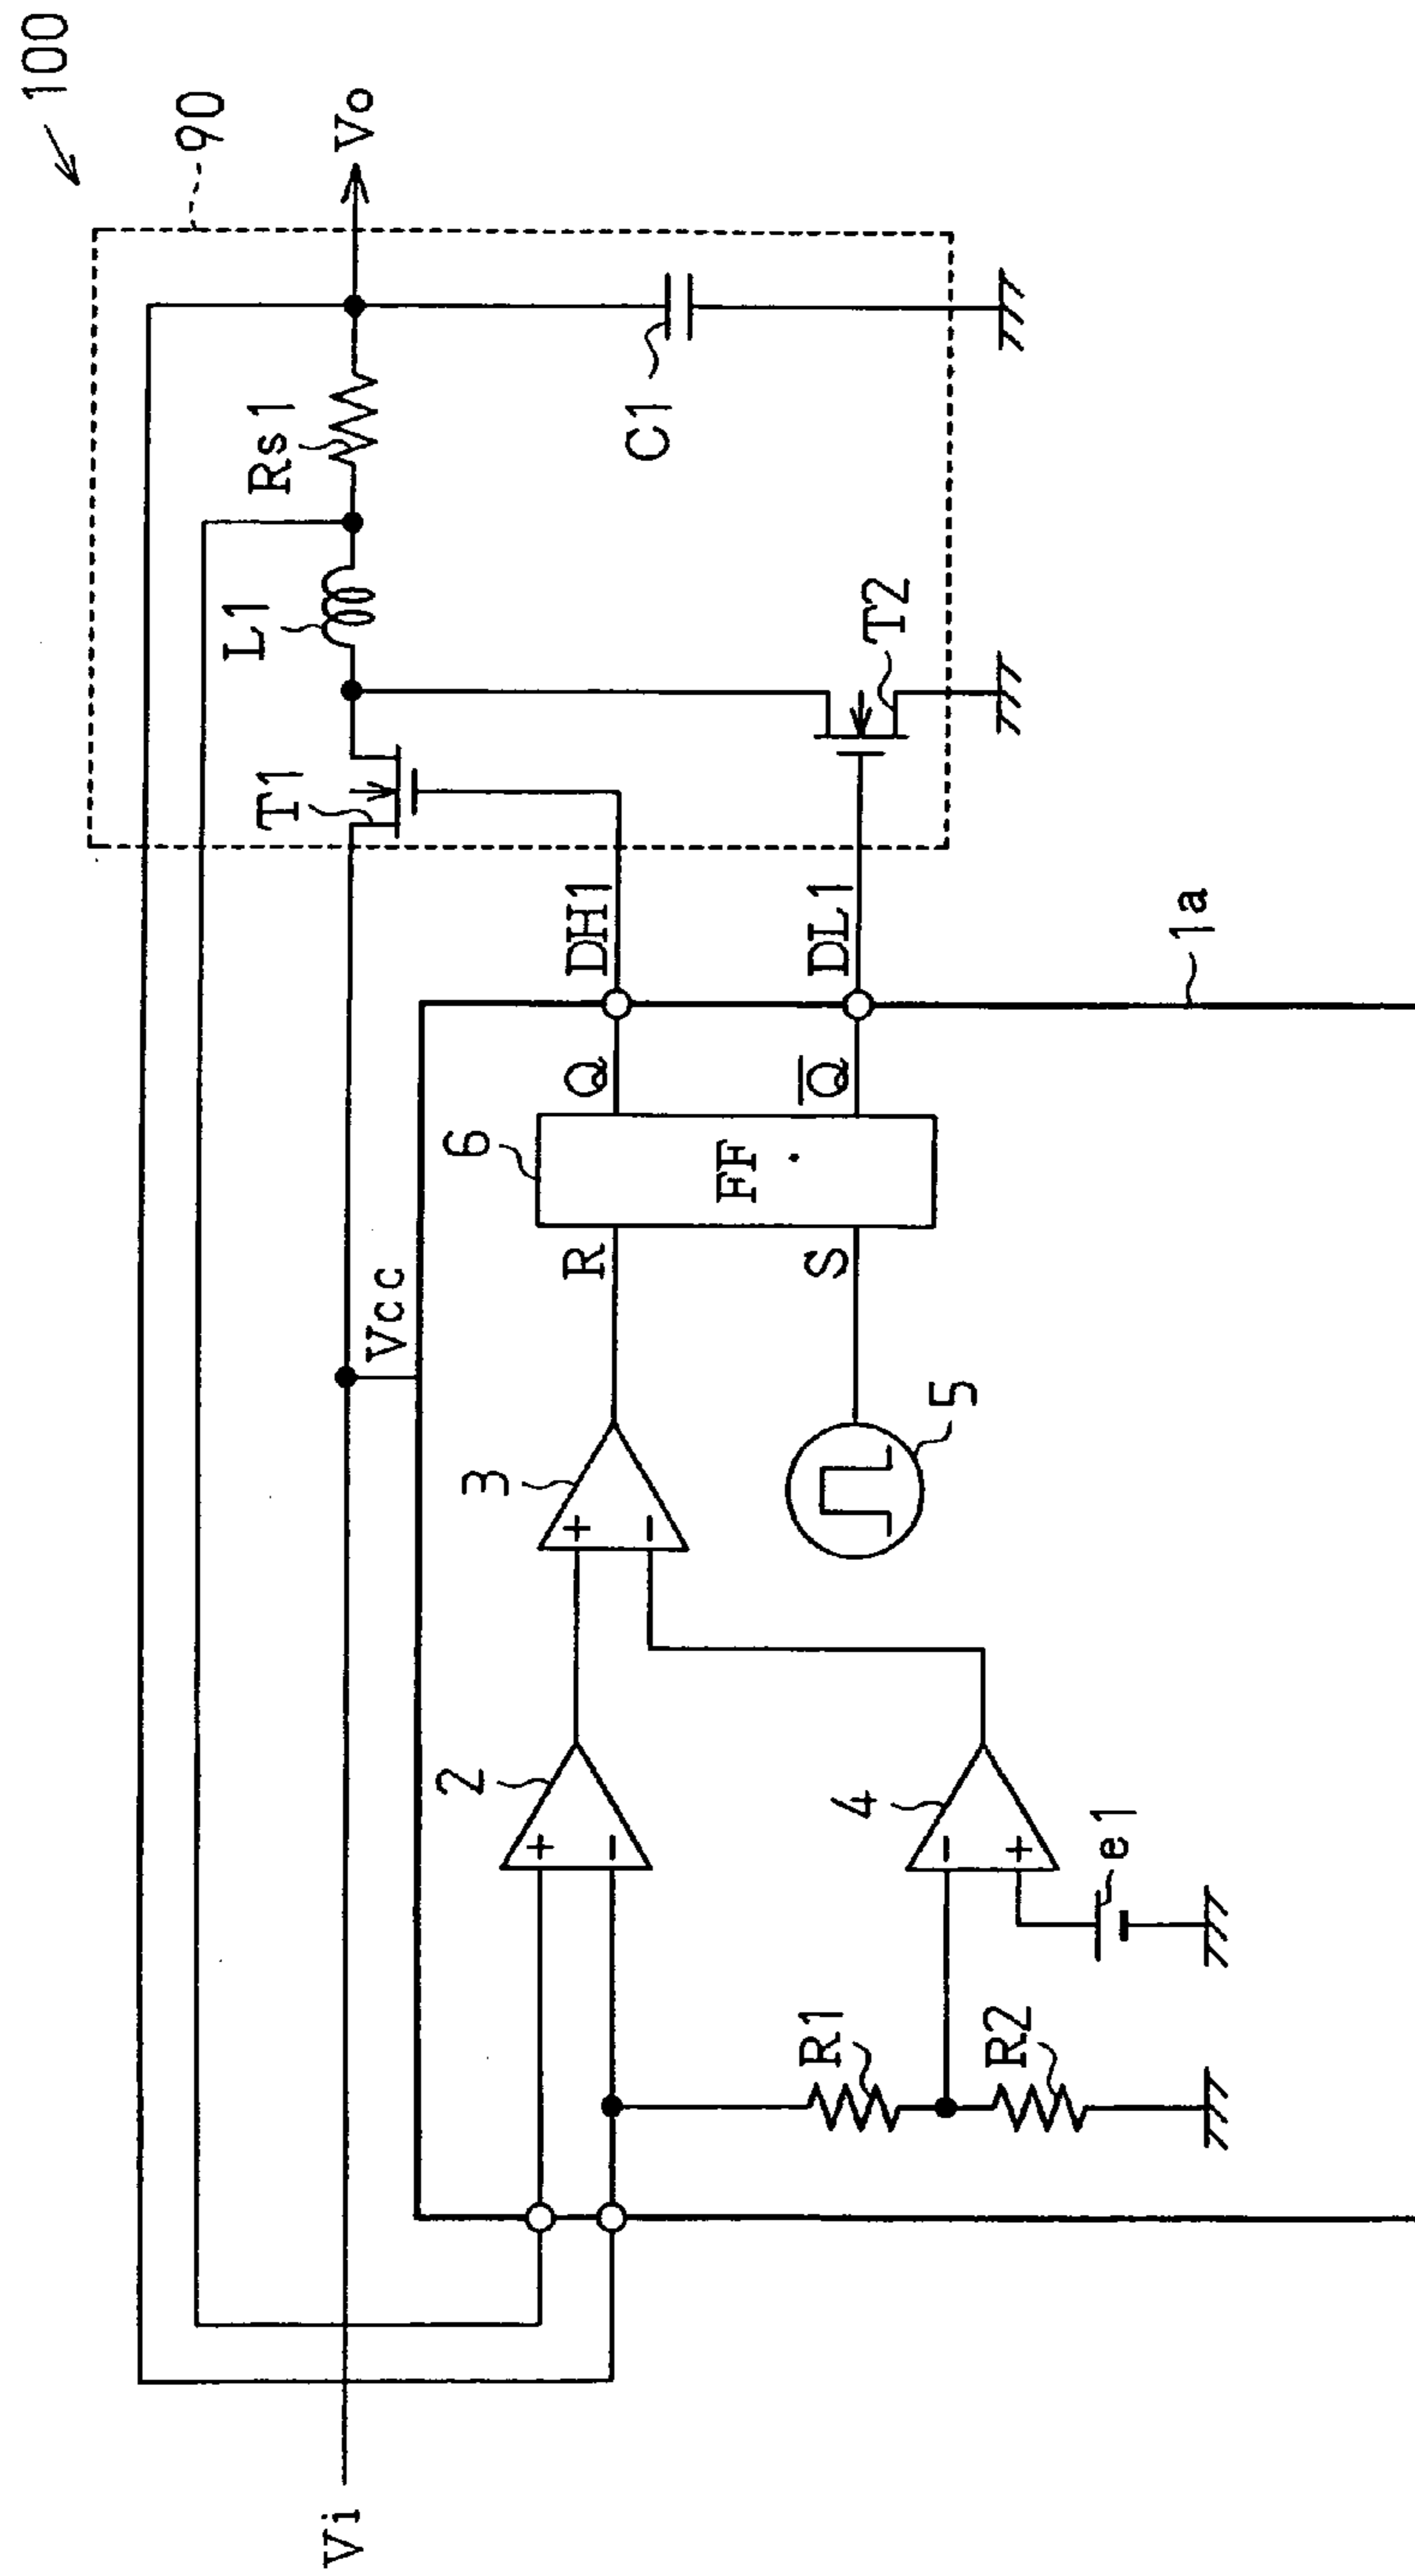 100
90
Vo
Rs1
C1
L1
T1
T2
DH1
DL1
1a
Q
Q̅
6
FF
R
S
Vcc
3
5
2
4
e1
R1
R2
Vi
+
−
+
−
−
+